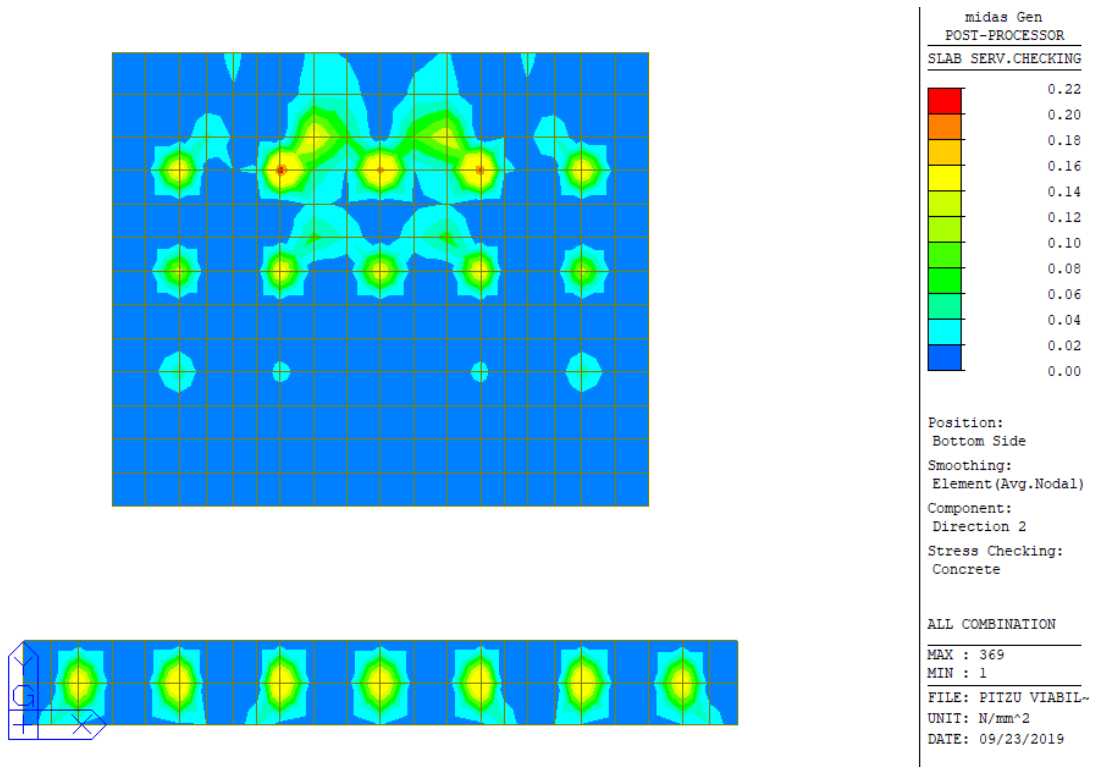 midas Gen
POST-PROCESSOR
SLAB SERV.CHECKING
0.22
0.20
0.18
0.16
0.14
0.12
0.10
0.08
0.06
0.04
0.02
0.00
Position:
Bottom Side
Smoothing:
Element(Avg.Nodal)
Component:
Direction 2
Stress Checking:
Concrete
ALL COMBINATION
MAX : 369
MIN : 1
FILE: PITZU VIABIL~
UNIT: N/mm^2
DATE: 09/23/2019
Y
G
X